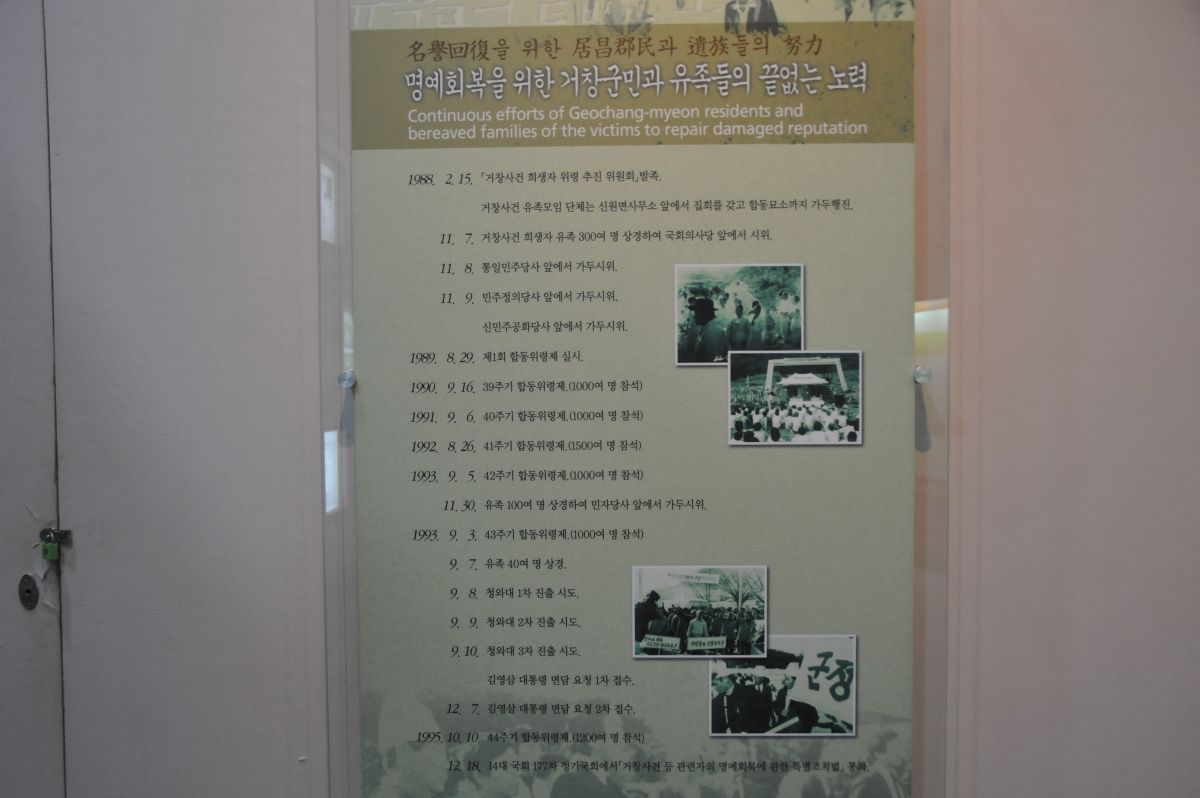 名譽回復을 위한 居昌郡民과 遺族들의 努力
명예회복을 위한 거창군민과 유족들의 끝없는 노력
Continuous efforts of Geochang-myeon residents and
bereaved families of the victims to repair damaged reputation
1988. 2. 15. 「거창사건 희생자 위령 추진 위원회」발족.
거창사건 유족모임 단체는 신원면사무소 앞에서 집회를 갖고 합동묘소까지 가두행진.
11. 7. 거창사건 희생자 유족 300여 명 상경하여 국회의사당 앞에서 시위.
11. 8. 통일민주당사 앞에서 가두시위.
11. 9. 민주정의당사 앞에서 가두시위.
신민주공화당사 앞에서 가두시위.
1989. 8. 29. 제1회 합동위령제 실시.
1990. 9. 16. 39주기 합동위령제.(1000여 명 참석)
1991. 9. 6. 40주기 합동위령제.(1000여 명 참석)
1992. 8. 26. 41주기 합동위령제.(1500여 명 참석)
1993. 9. 5. 42주기 합동위령제.(1000여 명 참석)
11. 30. 유족 100여 명 상경하여 민자당사 앞에서 가두시위.
1993. 9. 3. 43주기 합동위령제.(1000여 명 참석)
9. 7. 유족 40여 명 상경.
9. 8. 청와대 1차 진출 시도.
9. 9. 청와대 2차 진출 시도.
9. 10. 청와대 3차 진출 시도.
김영삼 대통령 면담 요청 1차 접수.
12. 7. 김영삼 대통령 면담 요청 2차 접수.
군정
1995. 10. 10. 44주기 합동위령제.(1200여 명 참석)
12. 18. 14대 국회 177차 정기국회에서「거창사건 등 관련자의 명예회복에 관한 특별조치법」 통과.